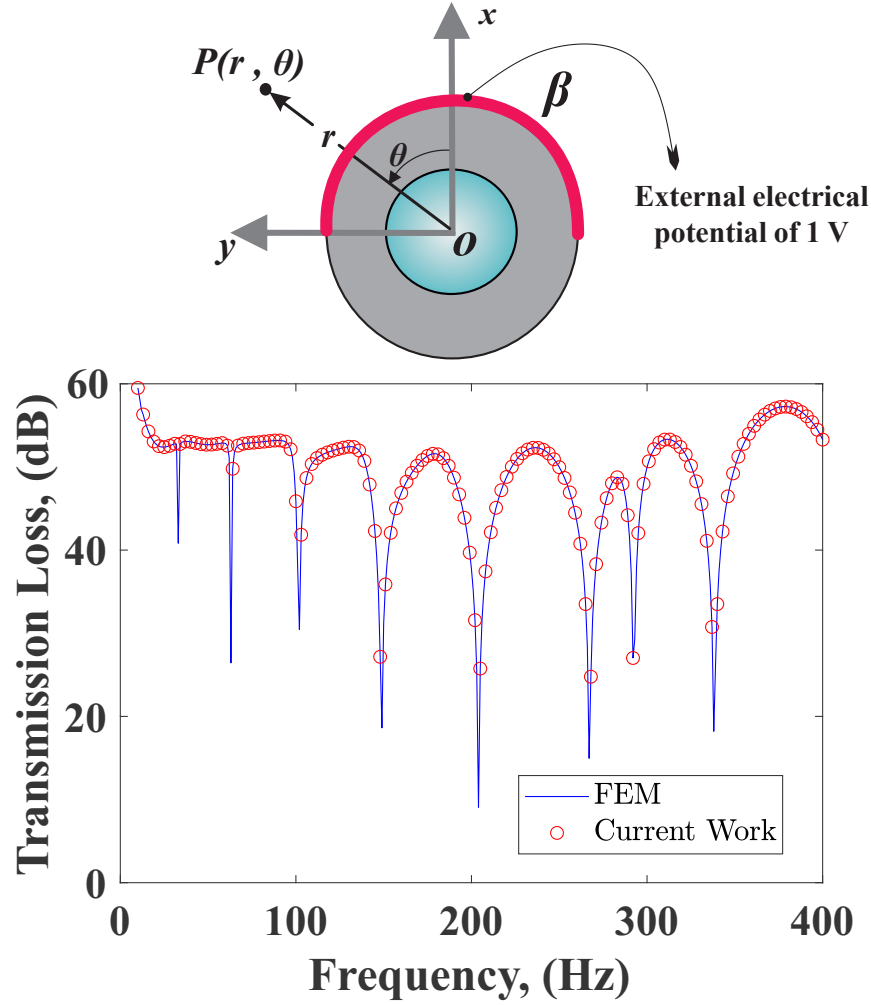 x
P(r , θ)
β
r
θ
External electrical
potential of 1 V
y
o
60
40
20
0
Transmission Loss, (dB)
FEM
Current Work
0 100 200 300 400
Frequency, (Hz)